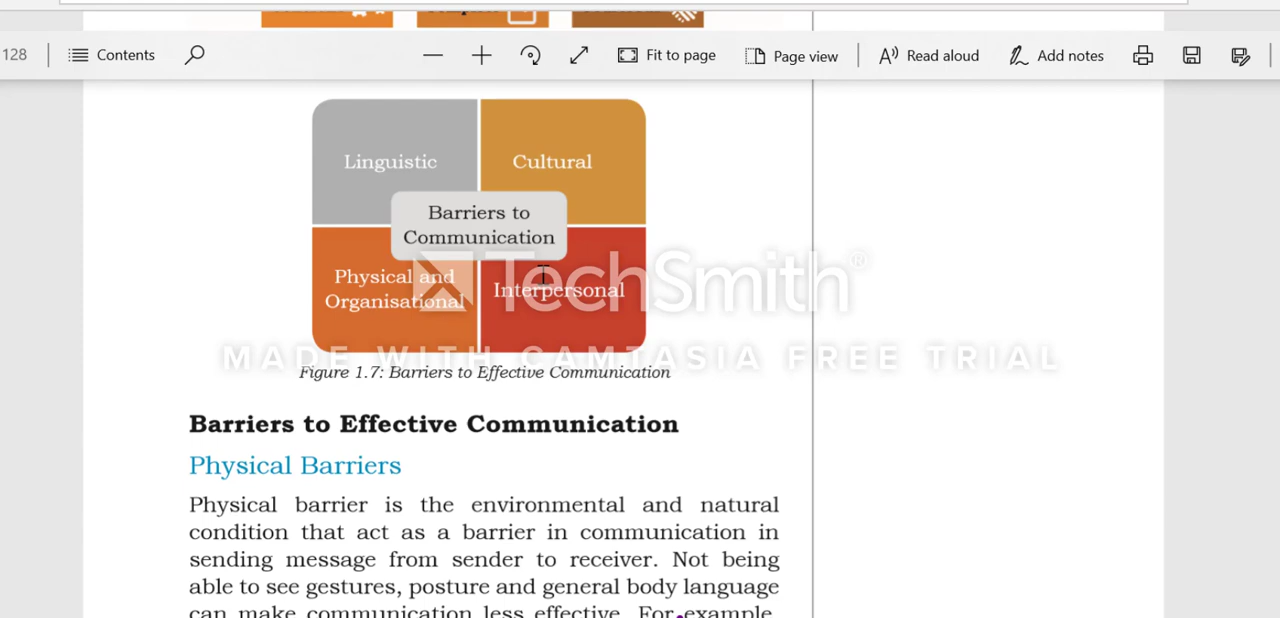 128
Contents
Fit to page
Page view
Read aloud
Add notes
Linguistic
Cultural
Barriers to
Communication
Physical and
Organisational
Interpersonal
TechSmith®
MADE WITH CAMTASIA FREE TRIAL
Figure 1.7: Barriers to Effective Communication
Barriers to Effective Communication
Physical Barriers
Physical barrier is the environmental and natural
condition that act as a barrier in communication in
sending message from sender to receiver. Not being
able to see gestures, posture and general body language
can make communication less effective. For example,